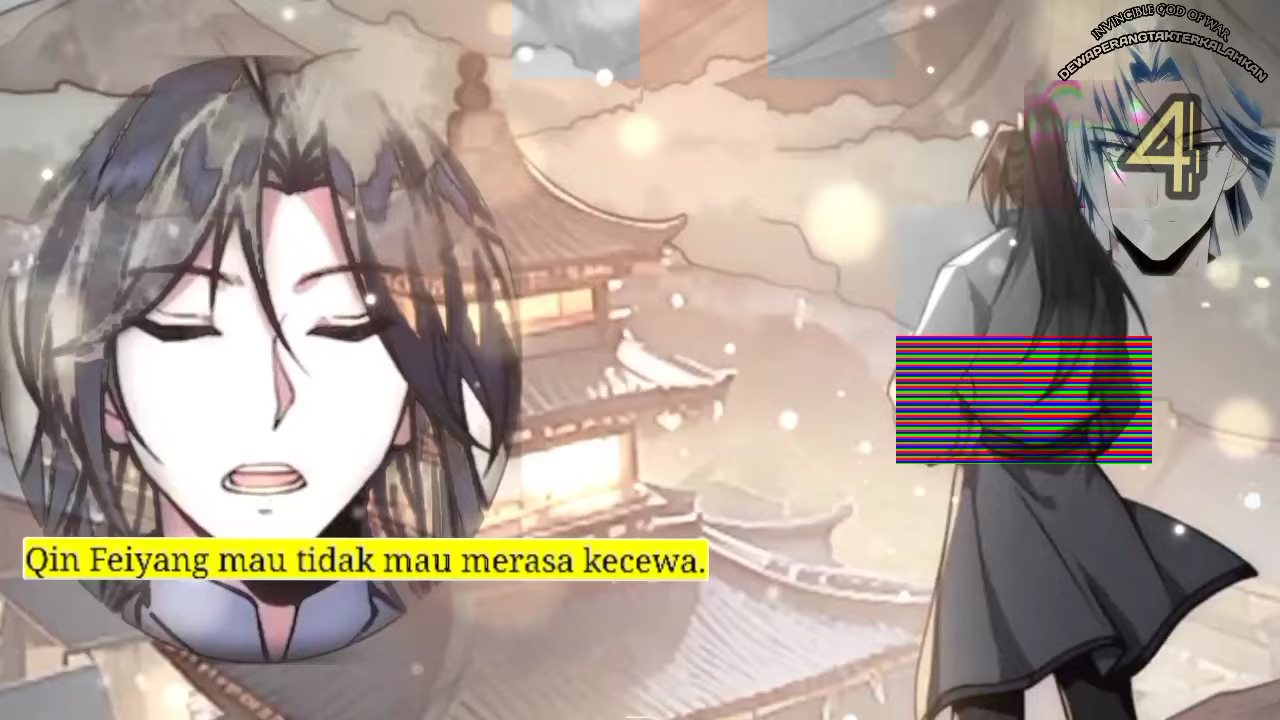 INVINCIBLE GOD OF WAR
DEWAPERANGTAKTERKALAHKAN
4
Qin Feiyang mau tidak mau merasa kecewa.